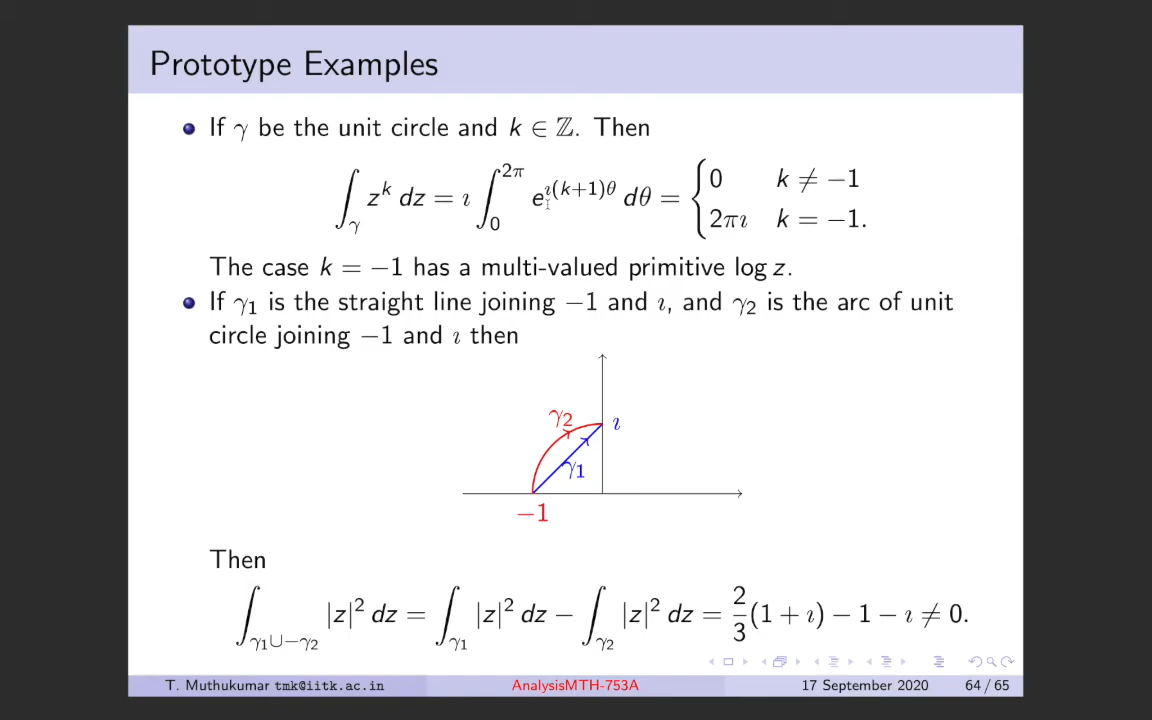 Prototype Examples
If γ be the unit circle and k ∈ ℤ. Then
∫_γ z^k dz = ı ∫_0^{2π} e^{ı(k+1)θ} dθ = { 0 k ≠ −1
2πı k = −1.
The case k = −1 has a multi-valued primitive log z.
If γ₁ is the straight line joining −1 and ı, and γ₂ is the arc of unit
circle joining −1 and ı then
γ₂
ı
γ₁
−1
Then
∫_{γ₁∪−γ₂} |z|² dz = ∫_{γ₁} |z|² dz − ∫_{γ₂} |z|² dz = 2/3 (1 + ı) − 1 − ı ≠ 0.
T. Muthukumar tmk@iitk.ac.in AnalysisMTH-753A 17 September 2020 64 / 65